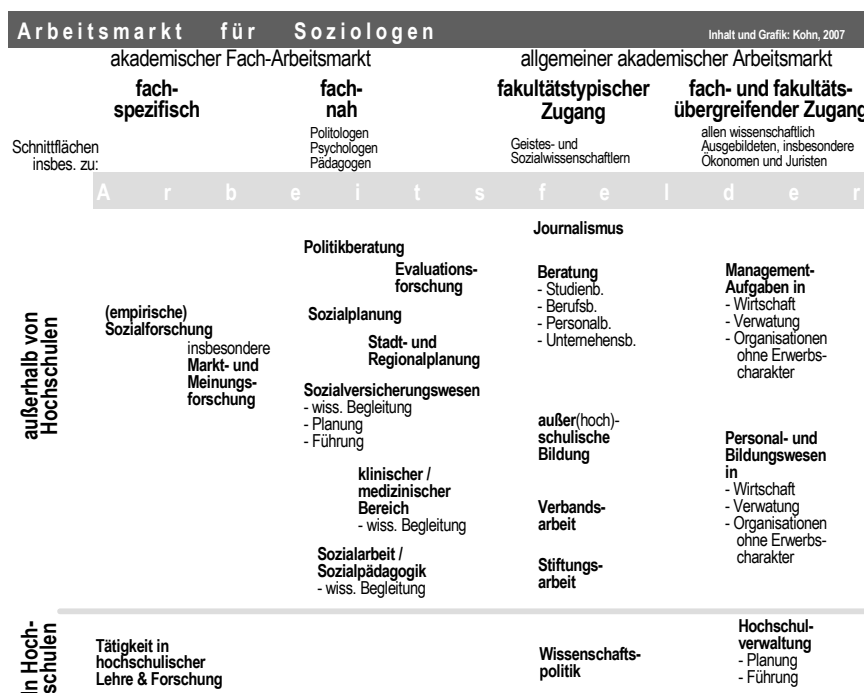 Arbeitsmarkt für Soziologen
Inhalt und Grafik: Kohn, 2007
akademischer Fach-Arbeitsmarkt
allgemeiner akademischer Arbeitsmarkt
fach-
spezifisch
fach-
nah
fakultätstypischer
Zugang
fach- und fakultäts-
übergreifender Zugang
Schnittflächen
insbes. zu:
Politologen
Psychologen
Pädagogen
Geistes- und
Sozialwissenschaftlern
allen wissenschaftlich
Ausgebildeten, insbesondere
Ökonomen und Juristen
Arbeitsfelder
außerhalb von
Hochschulen
(empirische)
Sozialforschung
insbesondere
Markt- und
Meinungs-
forschung
Politikberatung
Evaluations-
forschung
Sozialplanung
Stadt- und
Regionalplanung
Sozialversicherungswesen
- wiss. Begleitung
- Planung
- Führung
klinischer /
medizinischer
Bereich
- wiss. Begleitung
Sozialarbeit /
Sozialpädagogik
- wiss. Begleitung
Journalismus
Beratung
- Studienb.
- Berufsb.
- Personalb.
- Unternehensb.
außer(hoch)-
schulische
Bildung
Verbands-
arbeit
Stiftungs-
arbeit
Management-
Aufgaben in
- Wirtschaft
- Verwatung
- Organisationen
ohne Erwerbs-
charakter
Personal- und
Bildungswesen
in
- Wirtschaft
- Verwatung
- Organisationen
ohne Erwerbs-
charakter
In Hoch-
schulen
Tätigkeit in
hochschulischer
Lehre & Forschung
Wissenschafts-
politik
Hochschul-
verwaltung
- Planung
- Führung